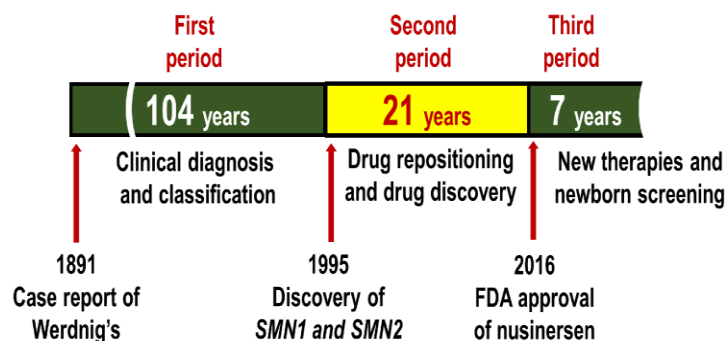 First
period
Second
period
Third
period
104 years
21 years
7 years
Clinical diagnosis
and classification
Drug repositioning
and drug discovery
New therapies and
newborn screening
1891
Case report of
Werdnig's
1995
Discovery of
SMN1 and SMN2
2016
FDA approval
of nusinersen